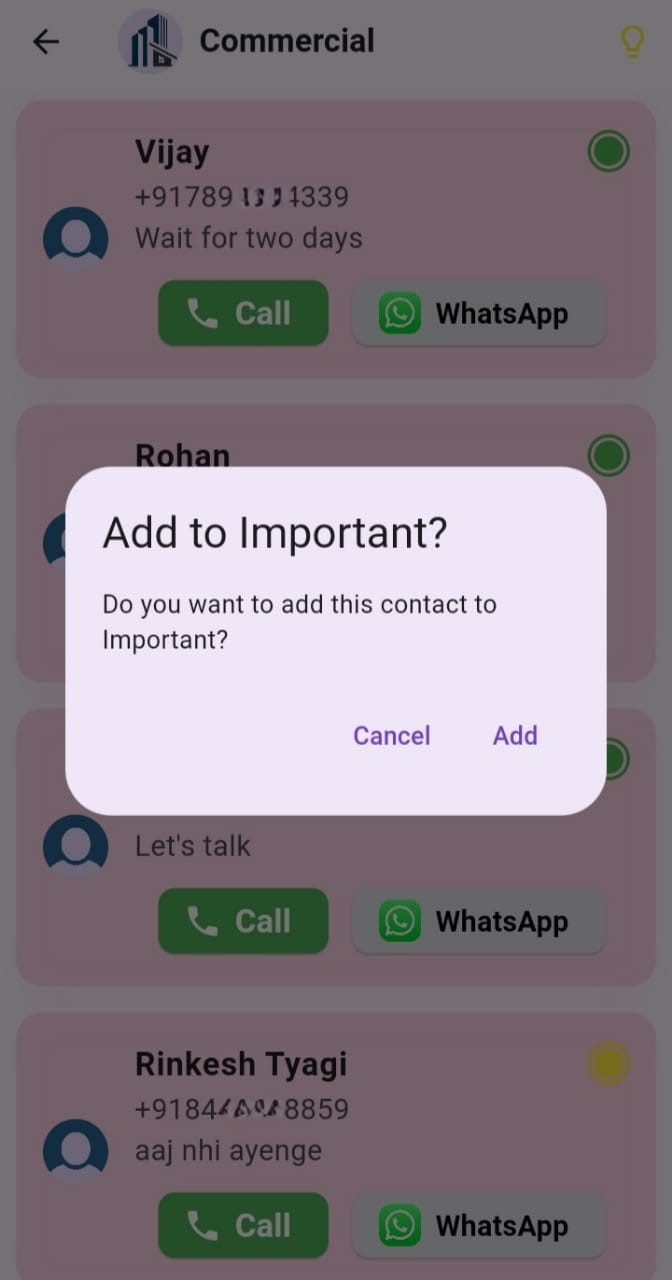 Commercial
Vijay
+91789 4339
Wait for two days
Call
WhatsApp
Rohan
Add to Important?
Do you want to add this contact to
Important?
Cancel
Add
Let's talk
Call
WhatsApp
Rinkesh Tyagi
+9184 8859
aaj nhi ayenge
Call
WhatsApp